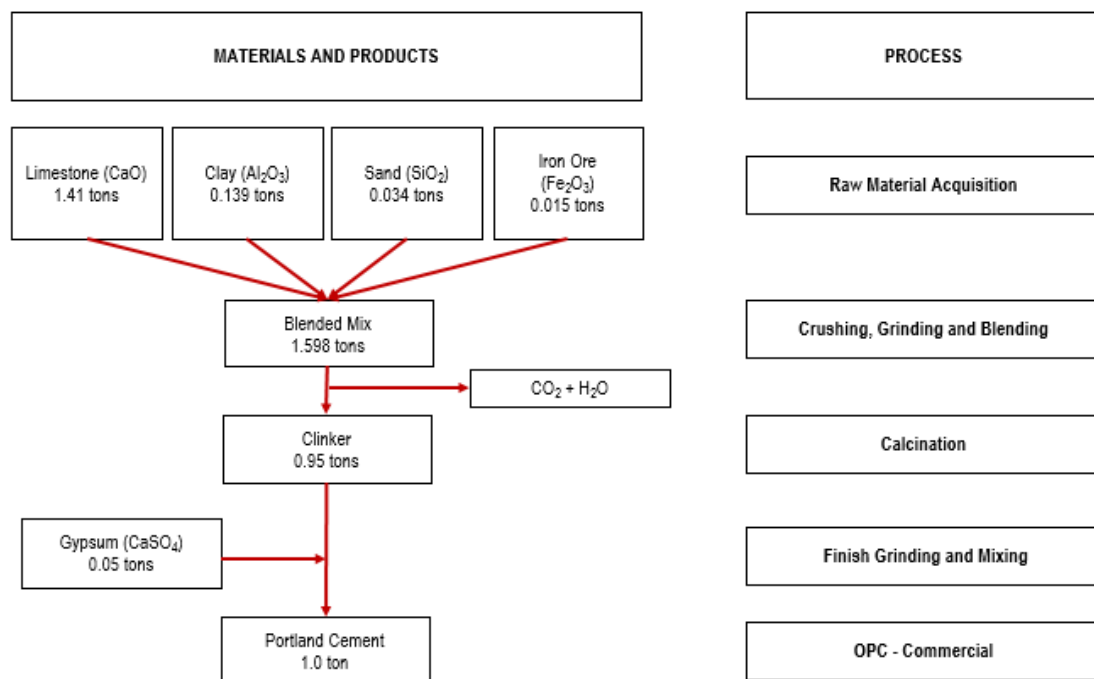 MATERIALS AND PRODUCTS
PROCESS
Limestone (CaO)
1.41 tons
Clay (Al₂O₃)
0.139 tons
Sand (SiO₂)
0.034 tons
Iron Ore
(Fe₂O₃)
0.015 tons
Raw Material Acquisition
Blended Mix
1.598 tons
Crushing, Grinding and Blending
CO₂ + H₂O
Clinker
0.95 tons
Calcination
Gypsum (CaSO₄)
0.05 tons
Finish Grinding and Mixing
Portland Cement
1.0 ton
OPC - Commercial